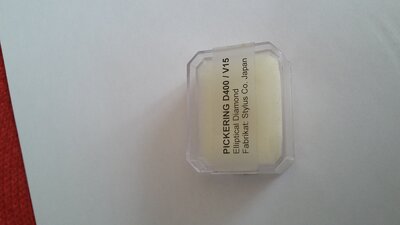 PICKERING D400 / V15
Elliptical Diamond
Fabrikat: Stylus Co. Japan